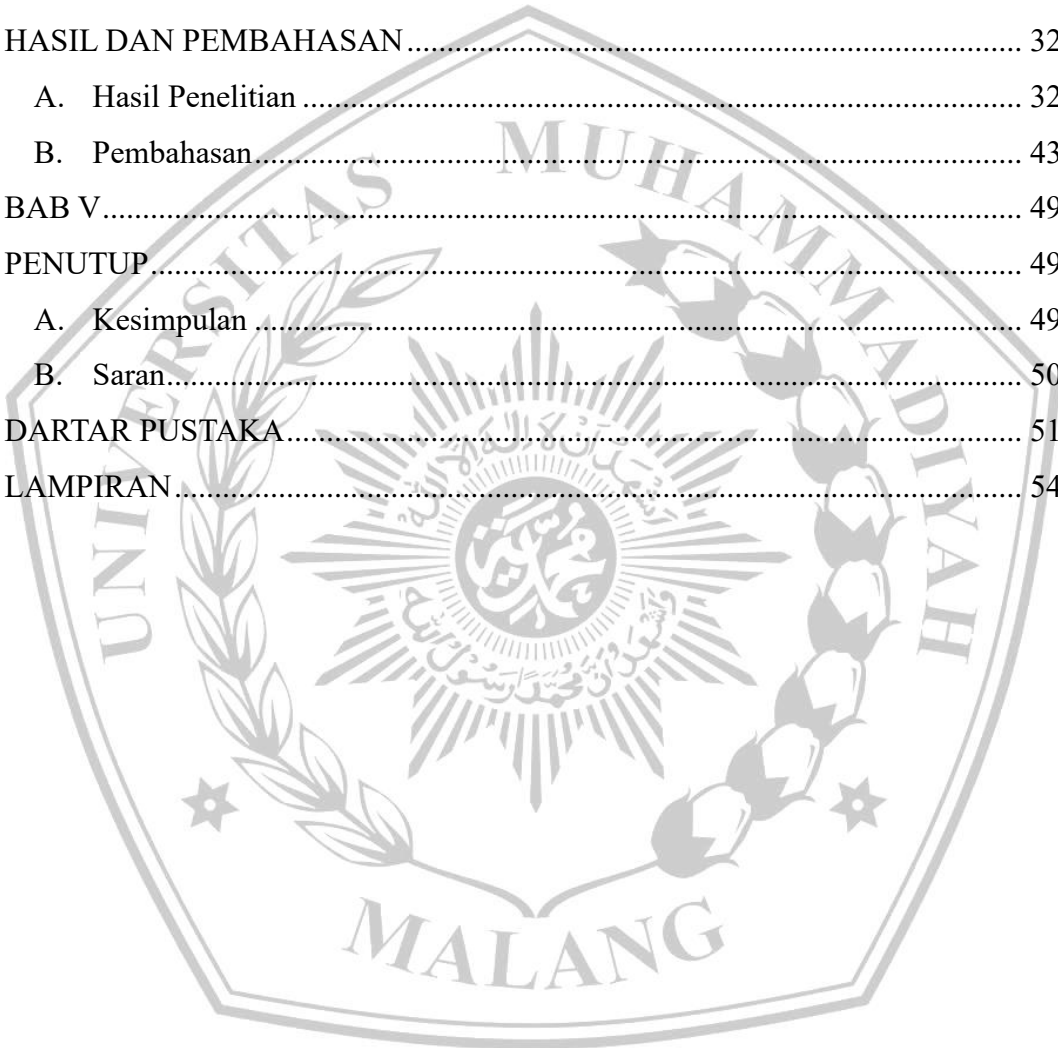 HASIL DAN PEMBAHASAN ........ 32
A. Hasil Penelitian ........ 32
B. Pembahasan ........ 43
BAB V ........ 49
PENUTUP ........ 49
A. Kesimpulan ........ 49
B. Saran ........ 50
DARTAR PUSTAKA ........ 51
LAMPIRAN ........ 54
UNIVERSITAS MUHAMMADIYAH
MALANG